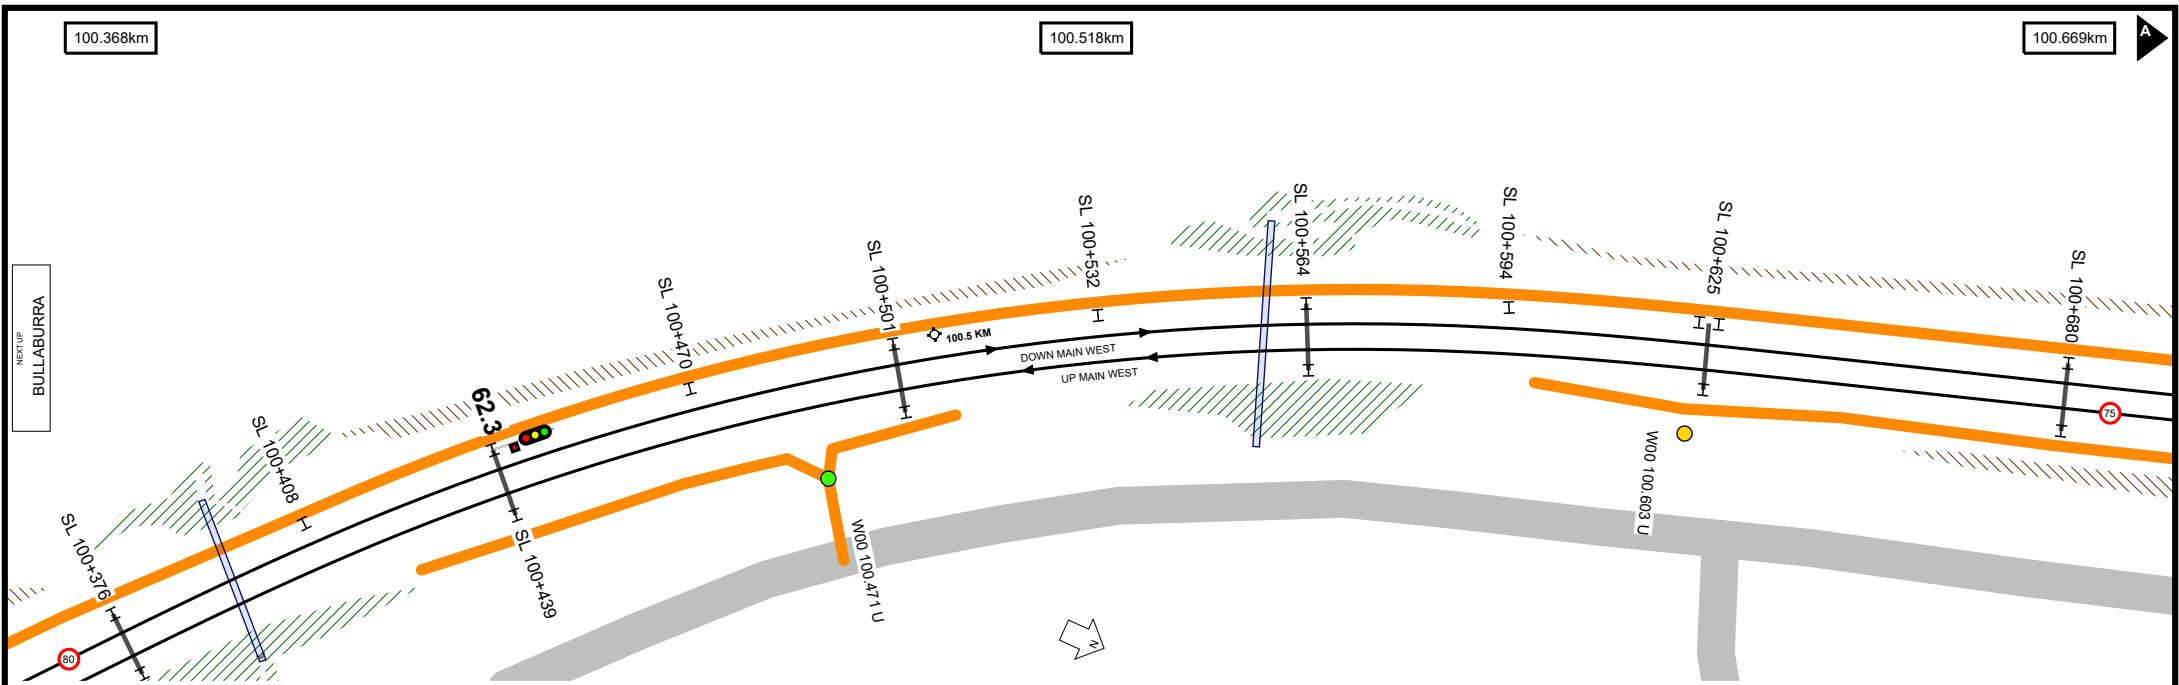 100.368km
100.518km
100.669km
A
NEXT UP
BULLABURRA
SL 100+376
SL 100+408
62.3
SL 100+439
SL 100+470
SL 100+501
100.5 KM
SL 100+532
DOWN MAIN WEST
UP MAIN WEST
SL 100+564
SL 100+594
SL 100+625
SL 100+680
80
75
W00 100.471 U
W00 100.603 U
N